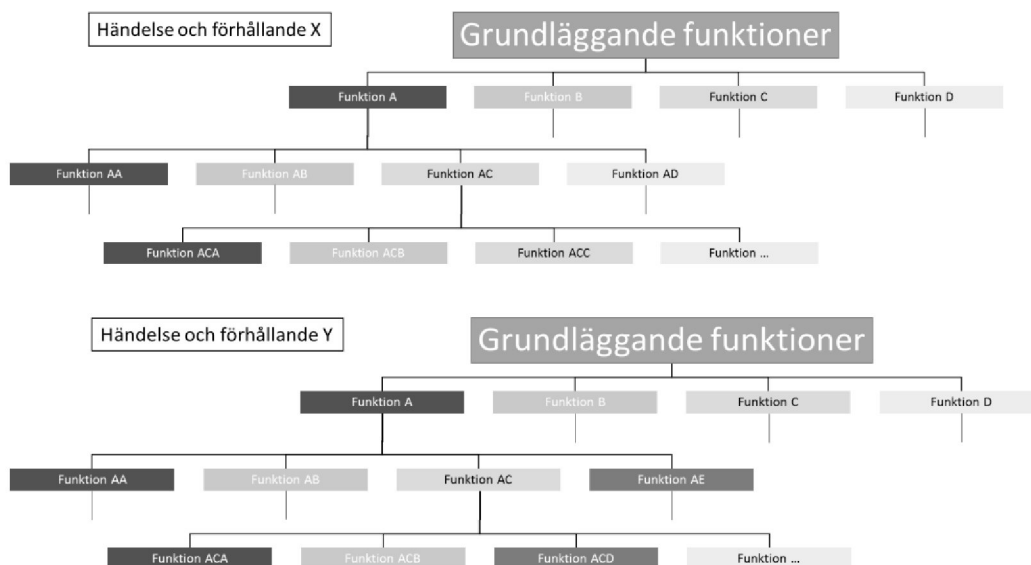 Händelse och förhållande X
Grundläggande funktioner
Funktion A
Funktion B
Funktion C
Funktion D
Funktion AA
Funktion AB
Funktion AC
Funktion AD
Funktion ACA
Funktion ACB
Funktion ACC
Funktion ...
Händelse och förhållande Y
Grundläggande funktioner
Funktion A
Funktion B
Funktion C
Funktion D
Funktion AA
Funktion AB
Funktion AC
Funktion AE
Funktion ACA
Funktion ACB
Funktion ACD
Funktion ...